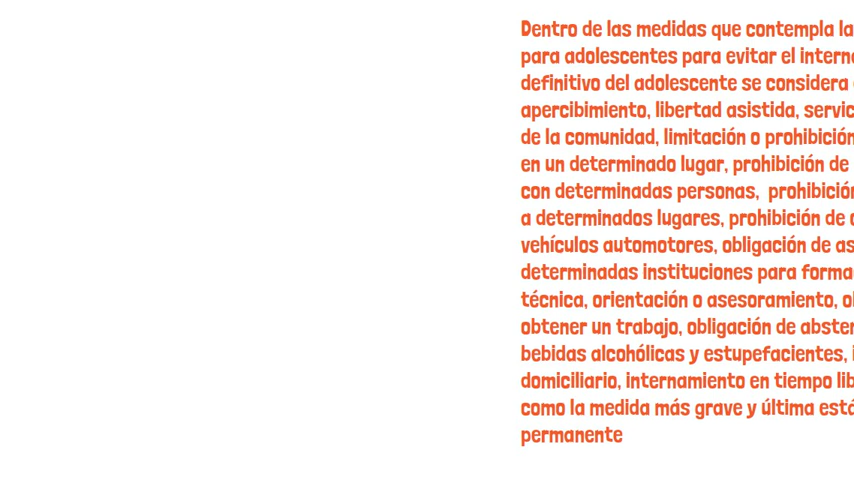 Dentro de las medidas que contempla la
para adolescentes para evitar el intern
definitivo del adolescente se considera
apercibimiento, libertad asistida, servic
de la comunidad, limitación o prohibición
en un determinado lugar, prohibición de
con determinadas personas, prohibición
a determinados lugares, prohibición de
vehículos automotores, obligación de as
determinadas instituciones para forma
técnica, orientación o asesoramiento, o
obtener un trabajo, obligación de abster
bebidas alcohólicas y estupefacientes, i
domiciliario, internamiento en tiempo lib
como la medida más grave y última está
permanente